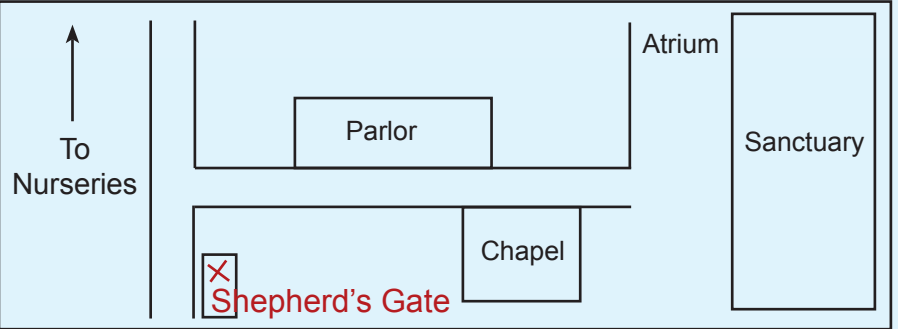 Atrium
Parlor
To
Nurseries
Sanctuary
Chapel
Shepherd's Gate